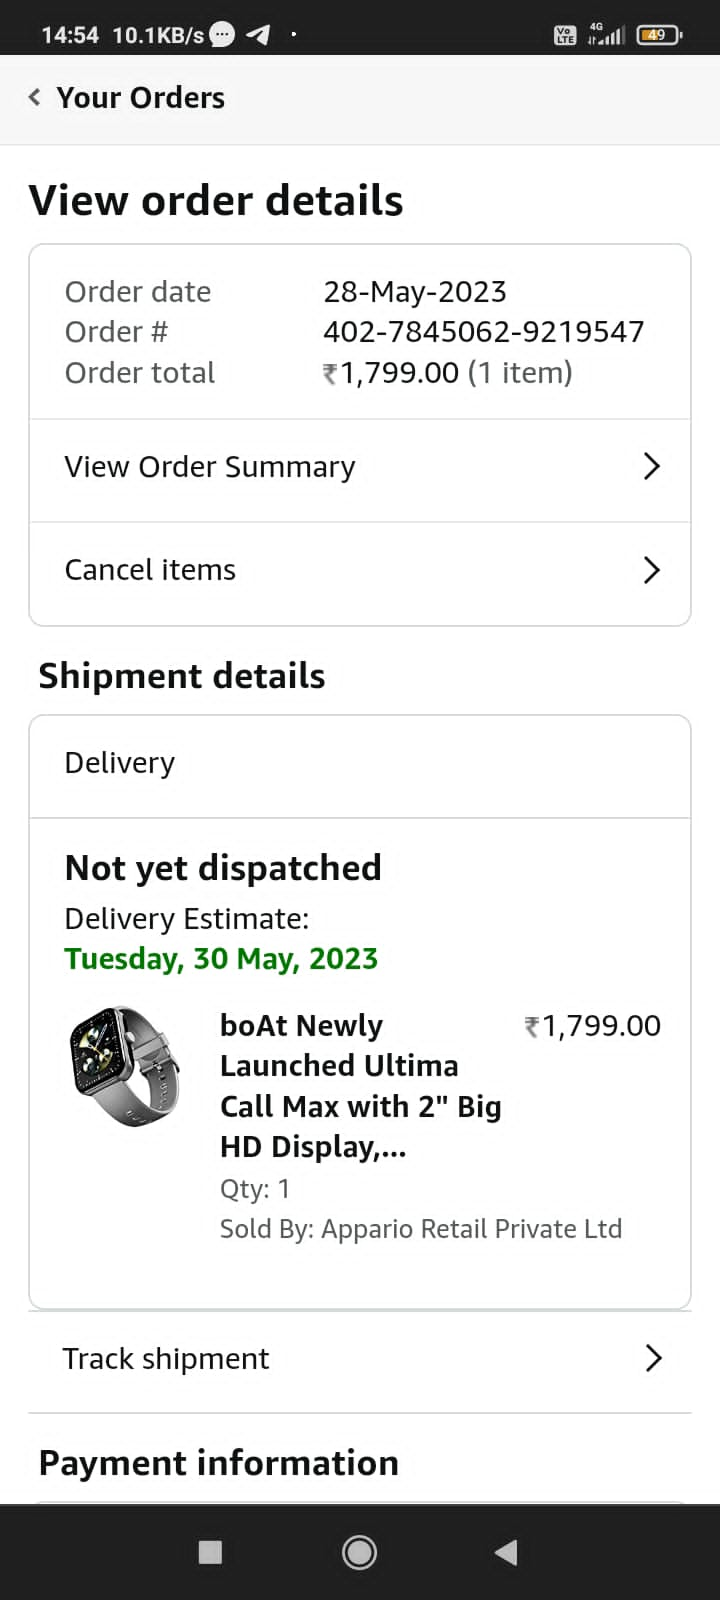 14:54 10.1KB/s
Vo LTE 4G 49
Your Orders
View order details
Order date 28-May-2023
Order # 402-7845062-9219547
Order total ₹1,799.00 (1 item)
View Order Summary
Cancel items
Shipment details
Delivery
Not yet dispatched
Delivery Estimate:
Tuesday, 30 May, 2023
boAt Newly ₹1,799.00
Launched Ultima
Call Max with 2" Big
HD Display,...
Qty: 1
Sold By: Appario Retail Private Ltd
Track shipment
Payment information